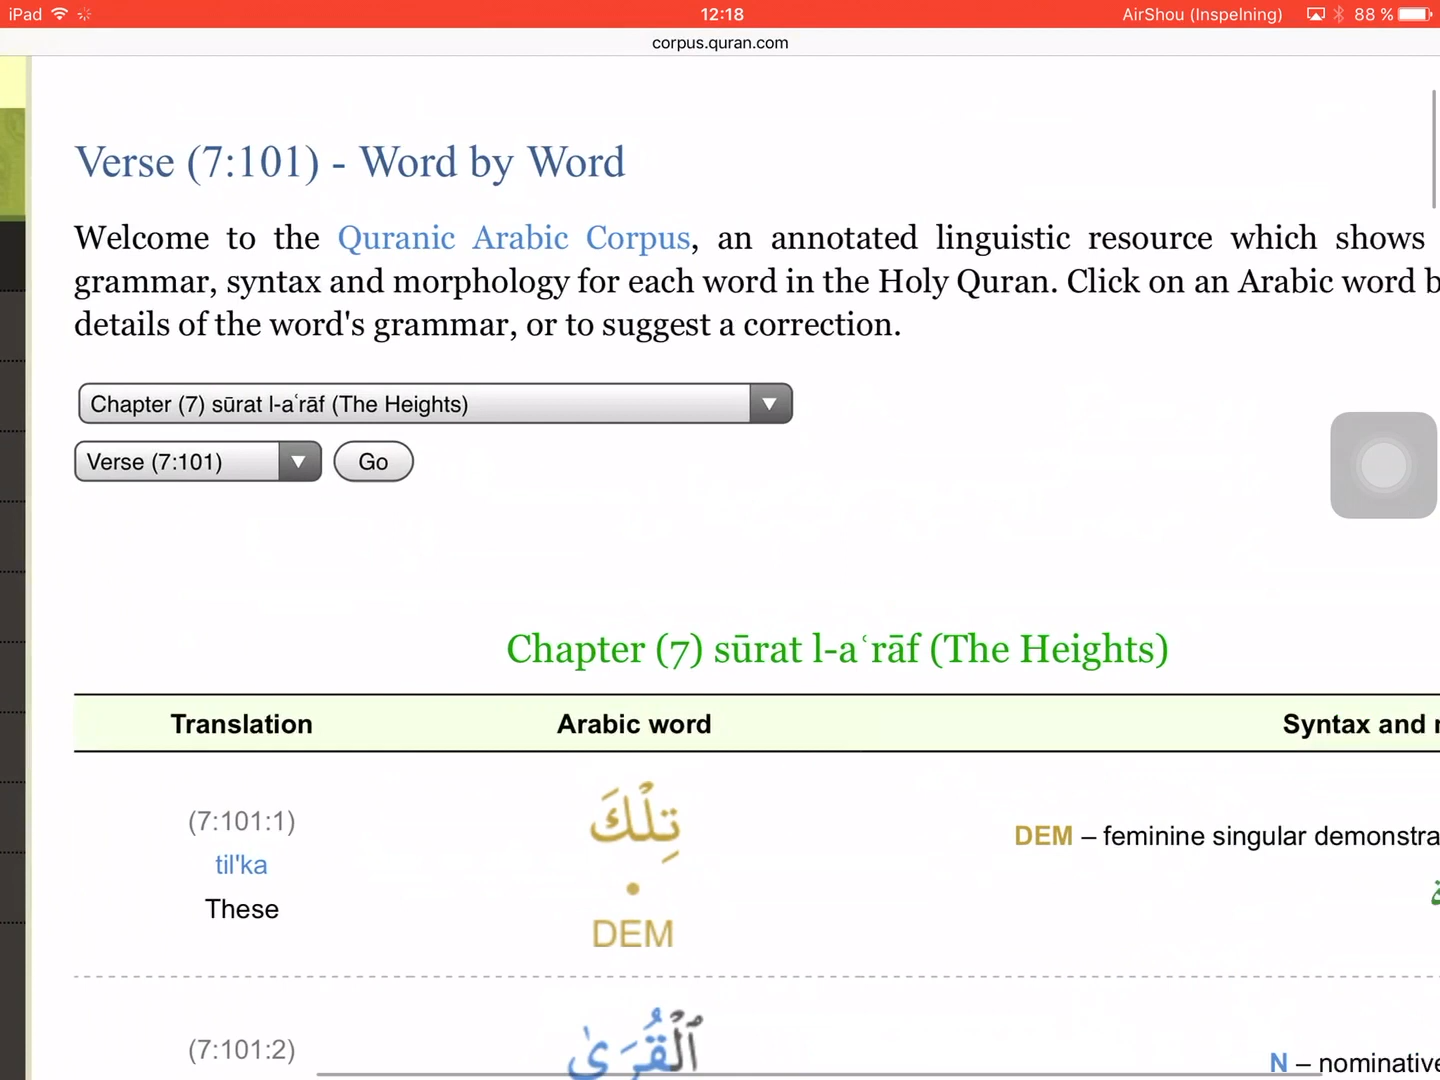 iPad 12:18 AirShou (Inspelning) 88 %
corpus.quran.com
Verse (7:101) - Word by Word
Welcome to the Quranic Arabic Corpus, an annotated linguistic resource which shows
grammar, syntax and morphology for each word in the Holy Quran. Click on an Arabic word b
details of the word's grammar, or to suggest a correction.
Chapter (7) sūrat l-aʿrāf (The Heights)
Verse (7:101) Go
Chapter (7) sūrat l-aʿrāf (The Heights)
Translation Arabic word Syntax and
(7:101:1)
til'ka
These
تِلْكَ
DEM
DEM – feminine singular demonstra
(7:101:2)
ٱلْقُرَىٰ
N – nominative